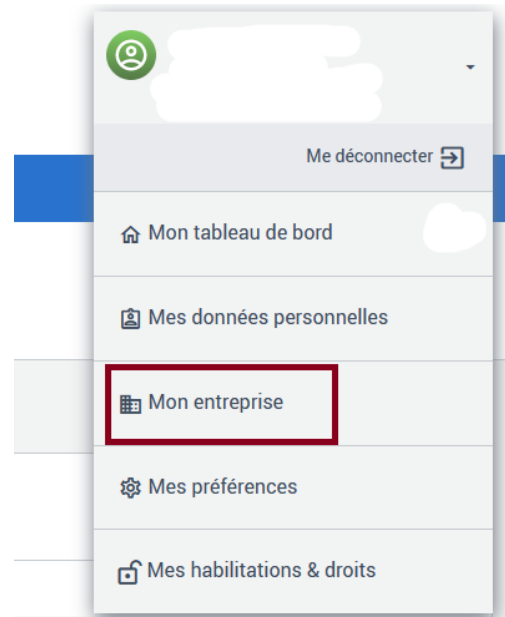 Me déconnecter
Mon tableau de bord
Mes données personnelles
Mon entreprise
Mes préférences
Mes habilitations & droits